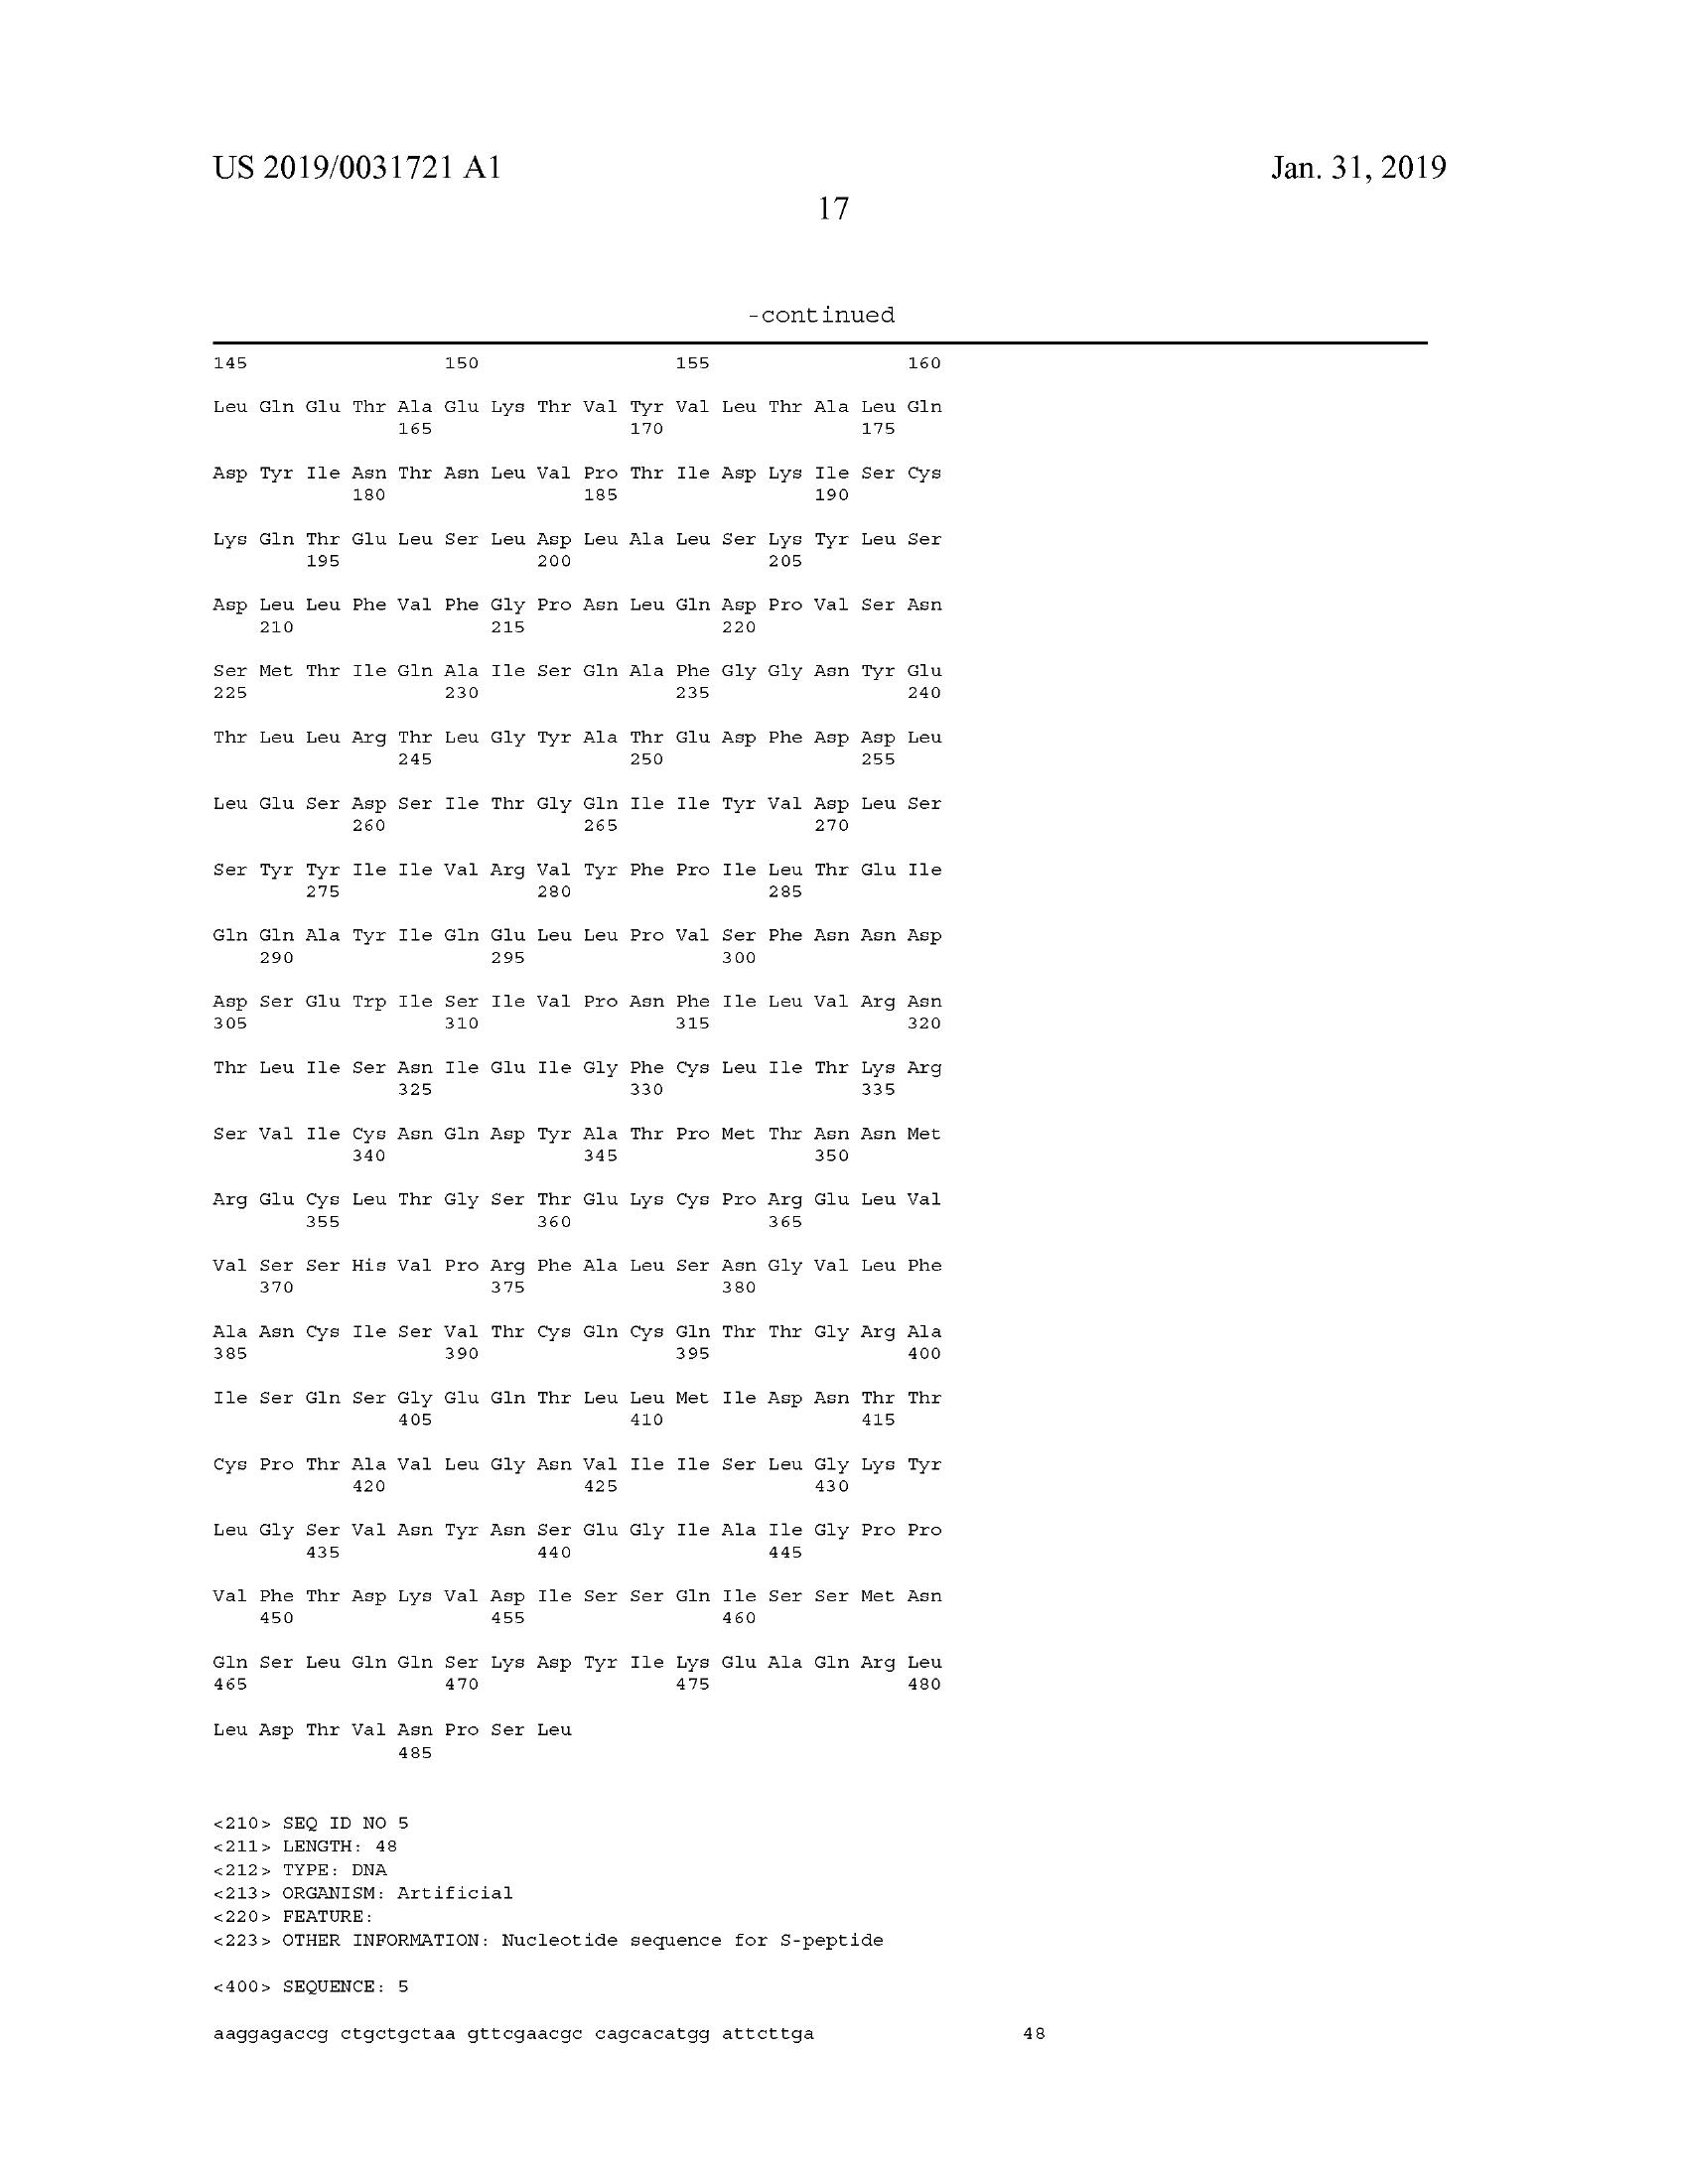 US 2019/0031721 A1 Jan. 31, 2019
17
-continued
145 150 155 160
Leu Gln Glu Thr Ala Glu Lys Thr Val Tyr Val Leu Thr Ala Leu Gln
165 170 175
Asp Tyr Ile Asn Thr Asn Leu Val Pro Thr Ile Asp Lys Ile Ser Cys
180 185 190
Lys Gln Thr Glu Leu Ser Leu Asp Leu Ala Leu Ser Lys Tyr Leu Ser
195 200 205
Asp Leu Leu Phe Val Phe Gly Pro Asn Leu Gln Asp Pro Val Ser Asn
210 215 220
Ser Met Thr Ile Gln Ala Ile Ser Gln Ala Phe Gly Gly Asn Tyr Glu
225 230 235 240
Thr Leu Leu Arg Thr Leu Gly Tyr Ala Thr Glu Asp Phe Asp Asp Leu
245 250 255
Leu Glu Ser Asp Ser Ile Thr Gly Gln Ile Ile Tyr Val Asp Leu Ser
260 265 270
Ser Tyr Tyr Ile Ile Val Arg Val Tyr Phe Pro Ile Leu Thr Glu Ile
275 280 285
Gln Gln Ala Tyr Ile Gln Glu Leu Leu Pro Val Ser Phe Asn Asn Asp
290 295 300
Asp Ser Glu Trp Ile Ser Ile Val Pro Asn Phe Ile Leu Val Arg Asn
305 310 315 320
Thr Leu Ile Ser Asn Ile Glu Ile Gly Phe Cys Leu Ile Thr Lys Arg
325 330 335
Ser Val Ile Cys Asn Gln Asp Tyr Ala Thr Pro Met Thr Asn Asn Met
340 345 350
Arg Glu Cys Leu Thr Gly Ser Thr Glu Lys Cys Pro Arg Glu Leu Val
355 360 365
Val Ser Ser His Val Pro Arg Phe Ala Leu Ser Asn Gly Val Leu Phe
370 375 380
Ala Asn Cys Ile Ser Val Thr Cys Gln Cys Gln Thr Thr Gly Arg Ala
385 390 395 400
Ile Ser Gln Ser Gly Glu Gln Thr Leu Leu Met Ile Asp Asn Thr Thr
405 410 415
Cys Pro Thr Ala Val Leu Gly Asn Val Ile Ile Ser Leu Gly Lys Tyr
420 425 430
Leu Gly Ser Val Asn Tyr Asn Ser Glu Gly Ile Ala Ile Gly Pro Pro
435 440 445
Val Phe Thr Asp Lys Val Asp Ile Ser Ser Gln Ile Ser Ser Met Asn
450 455 460
Gln Ser Leu Gln Gln Ser Lys Asp Tyr Ile Lys Glu Ala Gln Arg Leu
465 470 475 480
Leu Asp Thr Val Asn Pro Ser Leu
485
<210> SEQ ID NO 5
<211> LENGTH: 48
<212> TYPE: DNA
<213> ORGANISM: Artificial
<220> FEATURE:
<223> OTHER INFORMATION: Nucleotide sequence for S-peptide
<400> SEQUENCE: 5
aaggagaccg ctgctgctaa gttcgaacgc cagcacatgg attcttga 48